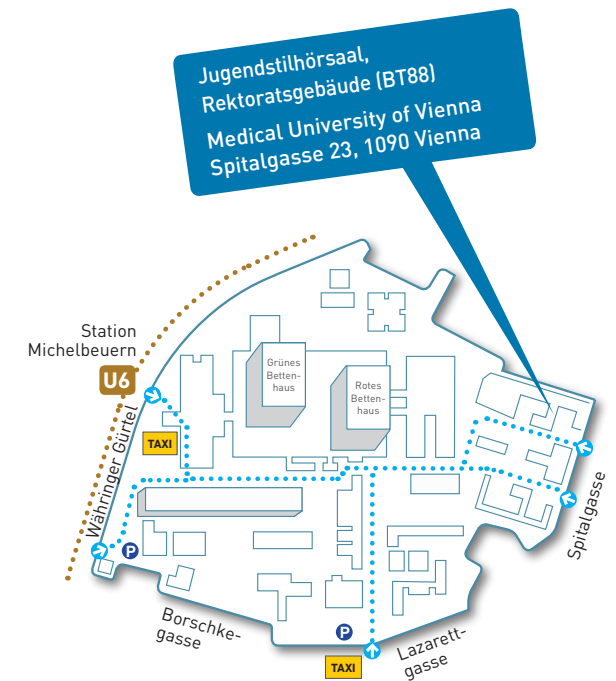 Jugendstilhörsaal,
Rektoratsgebäude (BT88)
Medical University of Vienna
Spitalgasse 23, 1090 Vienna
Station
Michelbeuern
U6
Grünes
Betten-
haus
Rotes
Betten-
haus
TAXI
Währinger Gürtel
P
Spitalgasse
Borschke-
gasse
P
TAXI
Lazarett-
gasse